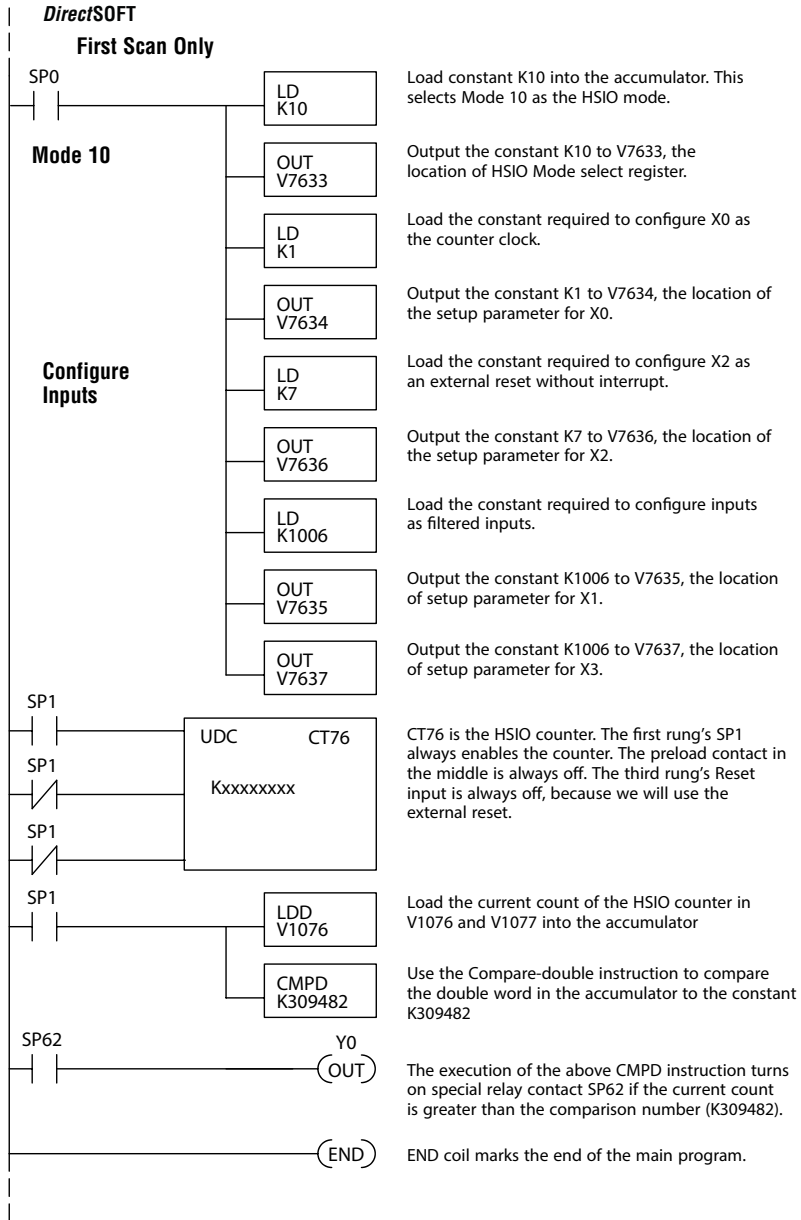 DirectSOFT
First Scan Only
SP0
LD
K10
Load constant K10 into the accumulator. This
selects Mode 10 as the HSIO mode.
Mode 10
OUT
V7633
Output the constant K10 to V7633, the
location of HSIO Mode select register.
LD
K1
Load the constant required to configure X0 as
the counter clock.
OUT
V7634
Output the constant K1 to V7634, the location of
the setup parameter for X0.
Configure
Inputs
LD
K7
Load the constant required to configure X2 as
an external reset without interrupt.
OUT
V7636
Output the constant K7 to V7636, the location of
the setup parameter for X2.
LD
K1006
Load the constant required to configure inputs
as filtered inputs.
OUT
V7635
Output the constant K1006 to V7635, the location
of setup parameter for X1.
OUT
V7637
Output the constant K1006 to V7637, the location
of setup parameter for X3.
SP1
UDC CT76
SP1
Kxxxxxxxx
SP1
CT76 is the HSIO counter. The first rung's SP1
always enables the counter. The preload contact in
the middle is always off. The third rung's Reset
input is always off, because we will use the
external reset.
SP1
LDD
V1076
Load the current count of the HSIO counter in
V1076 and V1077 into the accumulator
CMPD
K309482
Use the Compare-double instruction to compare
the double word in the accumulator to the constant
K309482
SP62
Y0
OUT
The execution of the above CMPD instruction turns
on special relay contact SP62 if the current count
is greater than the comparison number (K309482).
END
END coil marks the end of the main program.